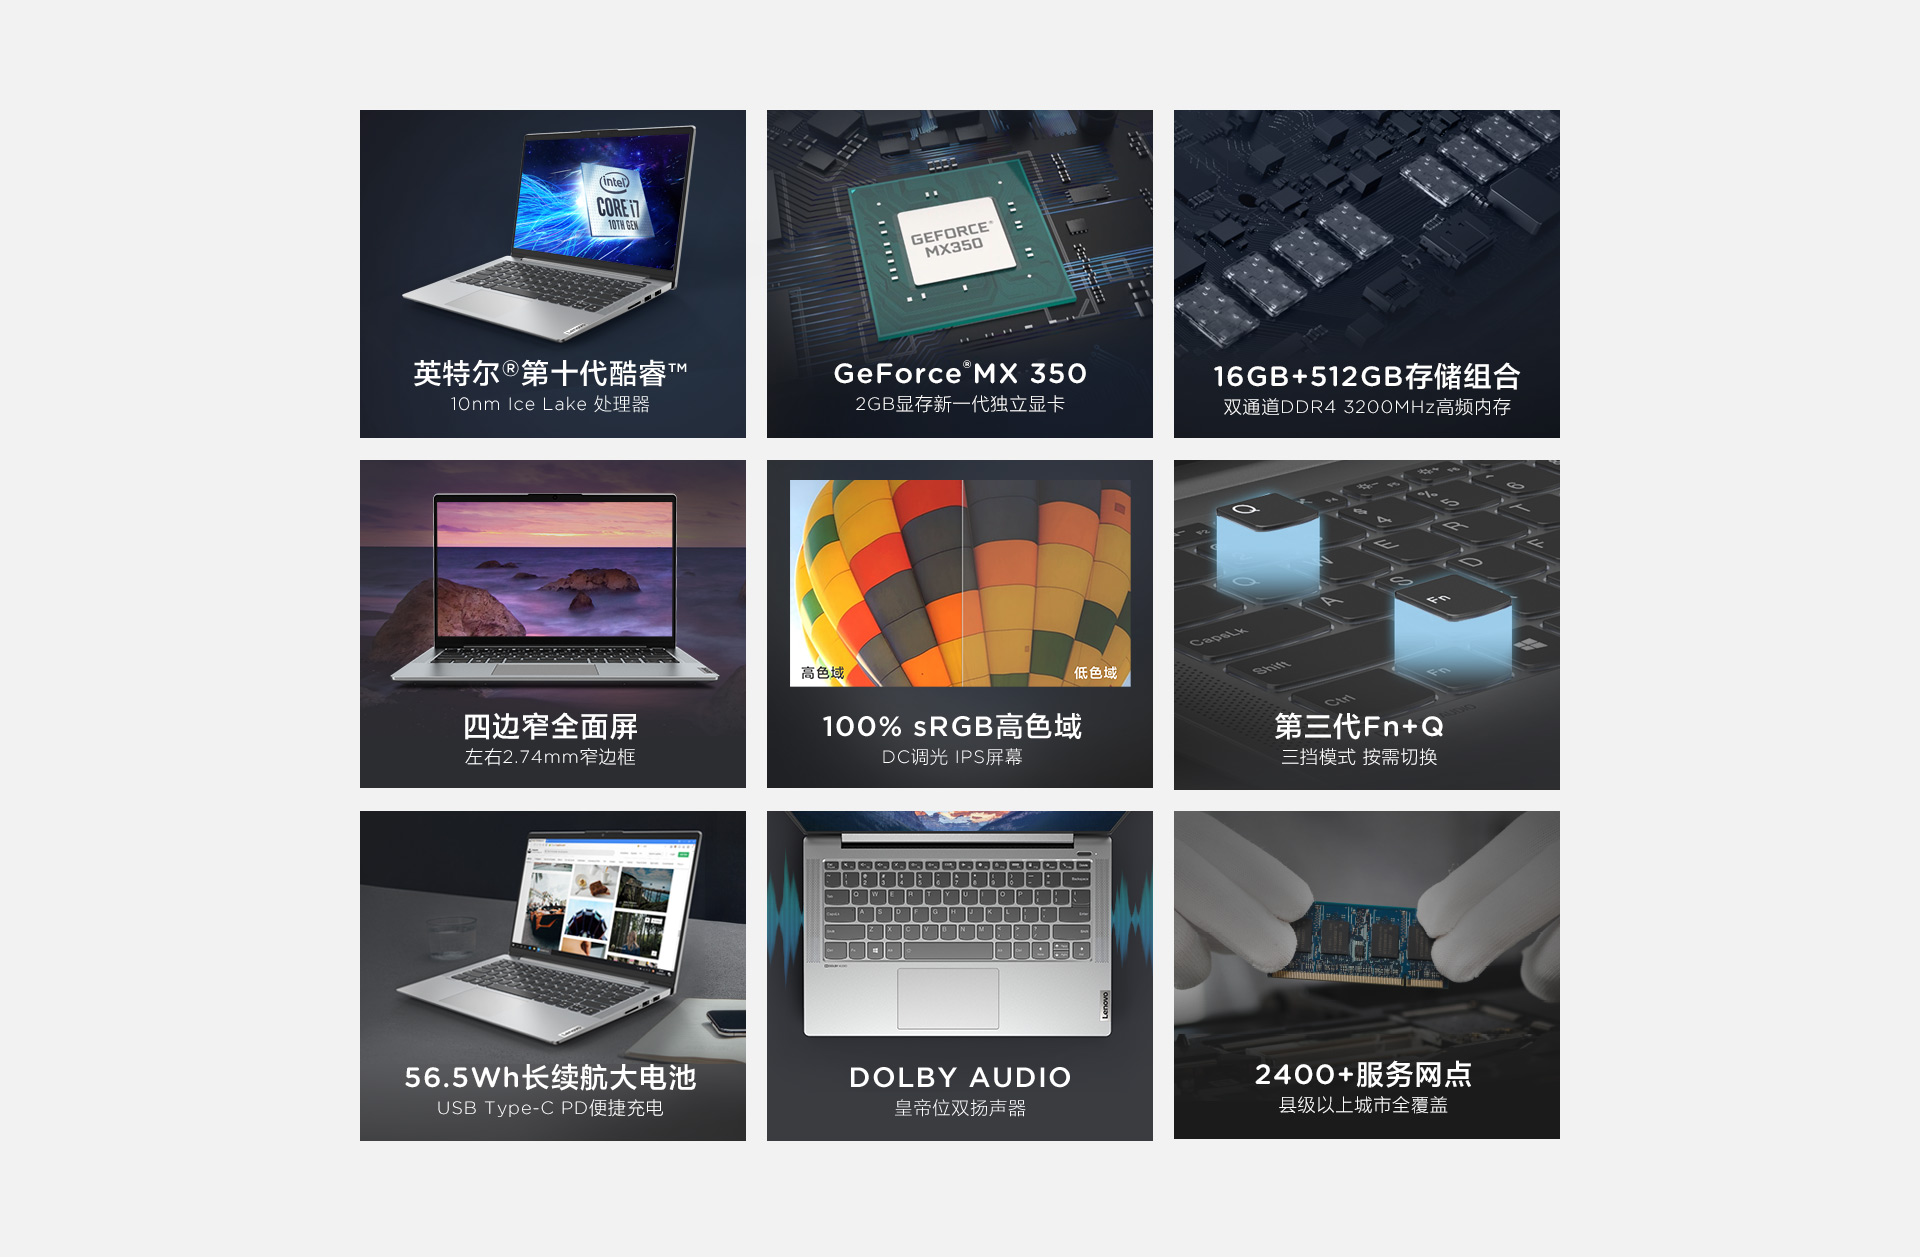 intel
CORE i7
10TH GEN
英特尔®第十代酷睿™
10nm Ice Lake 处理器
GEFORCE®
MX350
GeForce®MX 350
2GB显存新一代独立显卡
16GB+512GB存储组合
双通道DDR4 3200MHz高频内存
四边窄全面屏
左右2.74mm窄边框
高色域
低色域
100% sRGB高色域
DC调光 IPS屏幕
Q
Fn
CapsLk
Shift
Ctrl
第三代Fn+Q
三挡模式 按需切换
56.5Wh长续航大电池
USB Type-C PD便捷充电
Lenovo
DOLBY AUDIO
皇帝位双扬声器
2400+服务网点
县级以上城市全覆盖